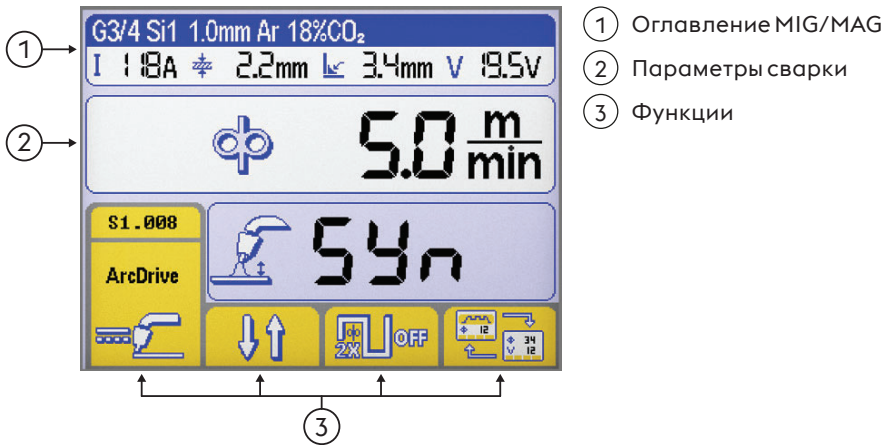 G3/4 Si1 1.0mm Ar 18%CO₂
I 118A 2.2mm 3.4mm V 19.5V
5.0 m/min
S1.008
Syn
ArcDrive
2X OFF
12
34
V 12
1
2
3
1 Оглавление MIG/MAG
2 Параметры сварки
3 Функции